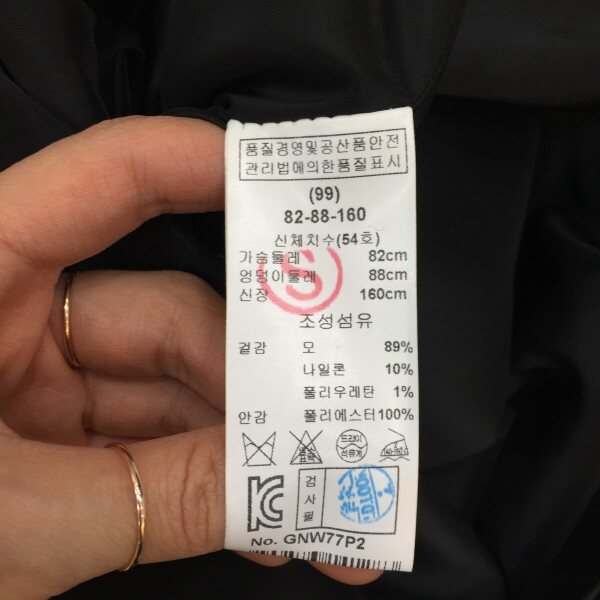 품질경영및공산품안전
관리법에의한품질표시
(99)
82-88-160
신체치수(54호)
가슴둘레 82cm
엉덩이둘레 88cm
신장 160cm
S
조성섬유
겉감 모 89%
나일론 10%
폴리우레탄 1%
안감 폴리에스터100%
드라이
석유계
검사필
No. GNW77P2